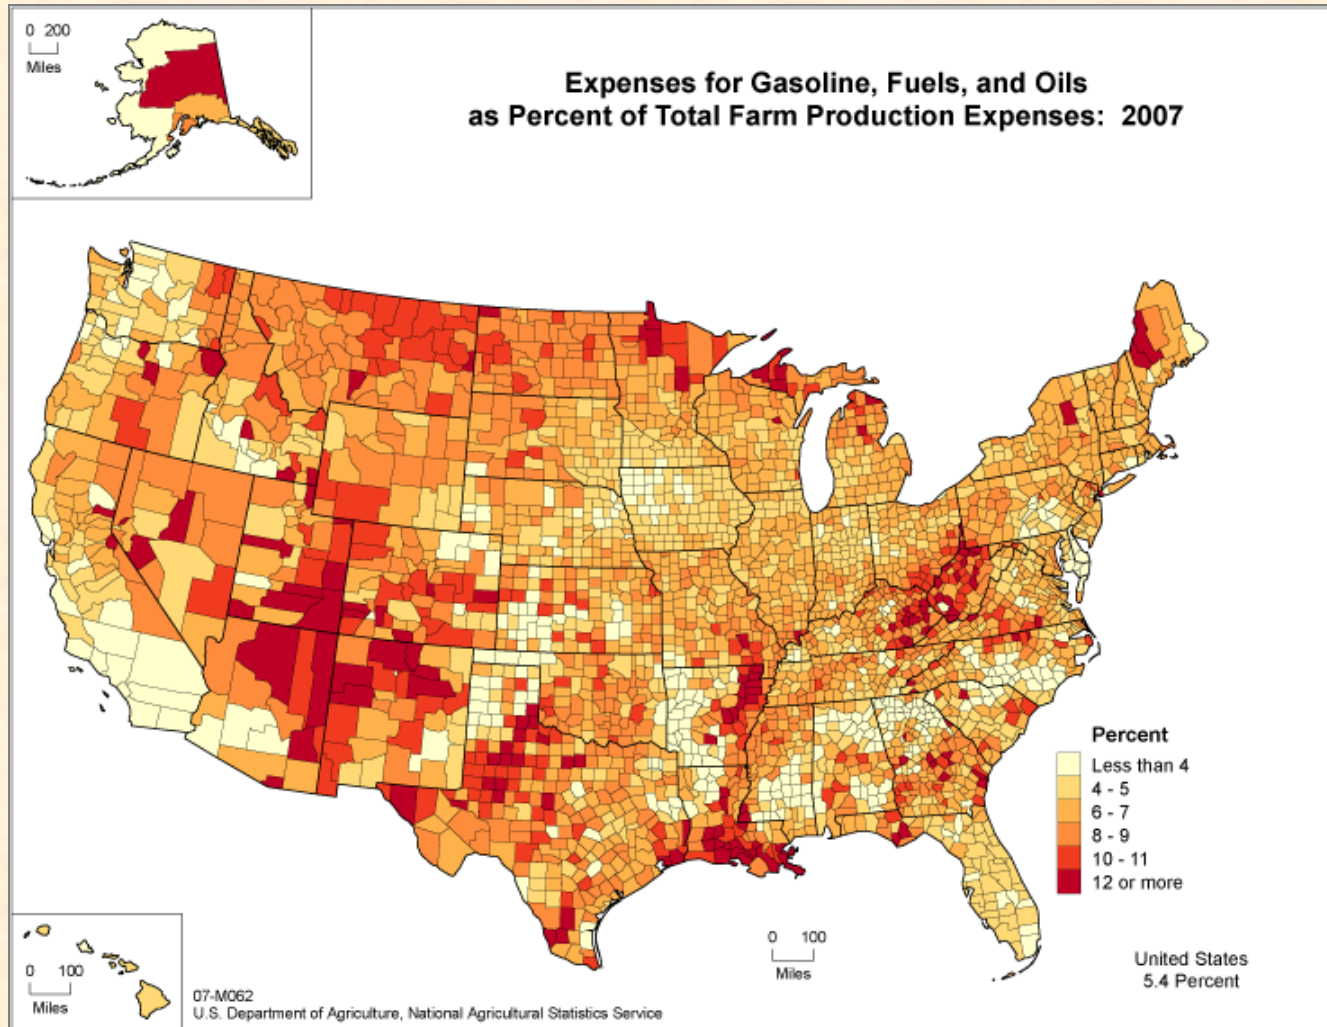 0 200
Miles
Expenses for Gasoline, Fuels, and Oils
as Percent of Total Farm Production Expenses: 2007
Percent
Less than 4
4 - 5
6 - 7
8 - 9
10 - 11
12 or more
0 100
Miles
United States
5.4 Percent
0 100
Miles
07-M062
U.S. Department of Agriculture, National Agricultural Statistics Service